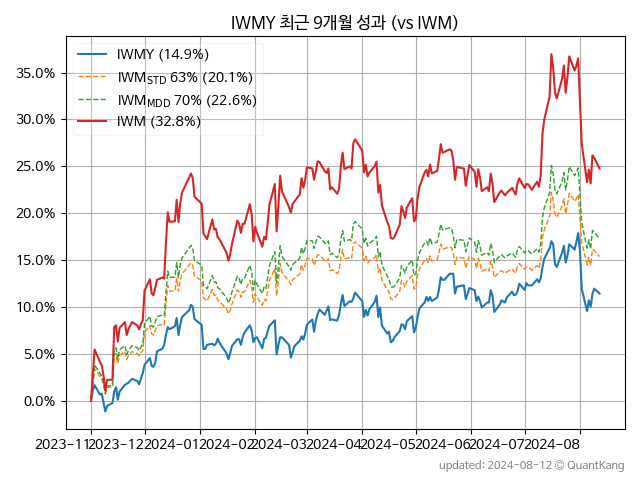 IWMY 최근 9개월 성과 (vs IWM)
IWMY (14.9%)
IWM_STD 63% (20.1%)
IWM_MDD 70% (22.6%)
IWM (32.8%)
35.0%
30.0%
25.0%
20.0%
15.0%
10.0%
5.0%
0.0%
2023-11 2023-12 2024-01 2024-02 2024-03 2024-04 2024-05 2024-06 2024-07 2024-08
updated: 2024-08-12 © QuantKang